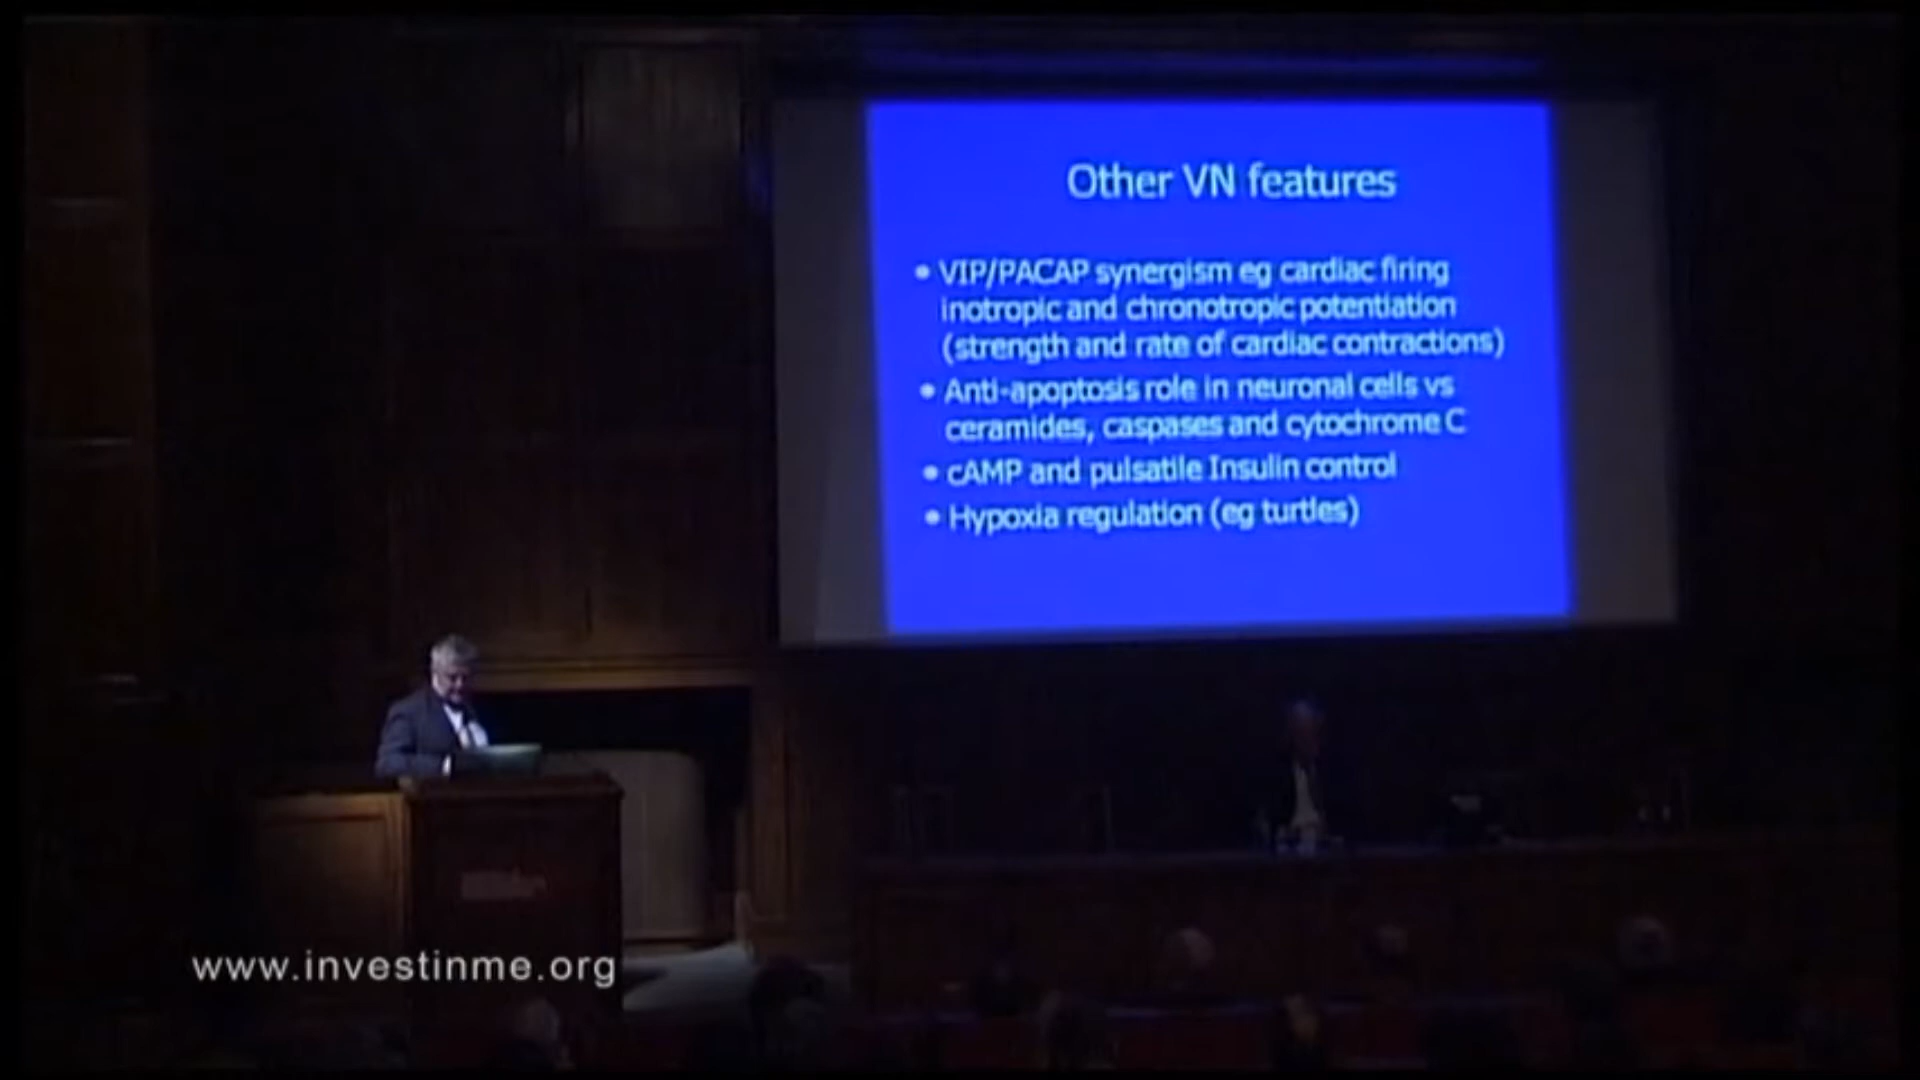 Other VN features
• VIP/PACAP synergism eg cardiac firing
inotropic and chronotropic potentiation
(strength and rate of cardiac contractions)
• Anti-apoptosis role in neuronal cells vs
ceramides, caspases and cytochrome C
• cAMP and pulsatile Insulin control
• Hypoxia regulation (eg turtles)
www.investinme.org